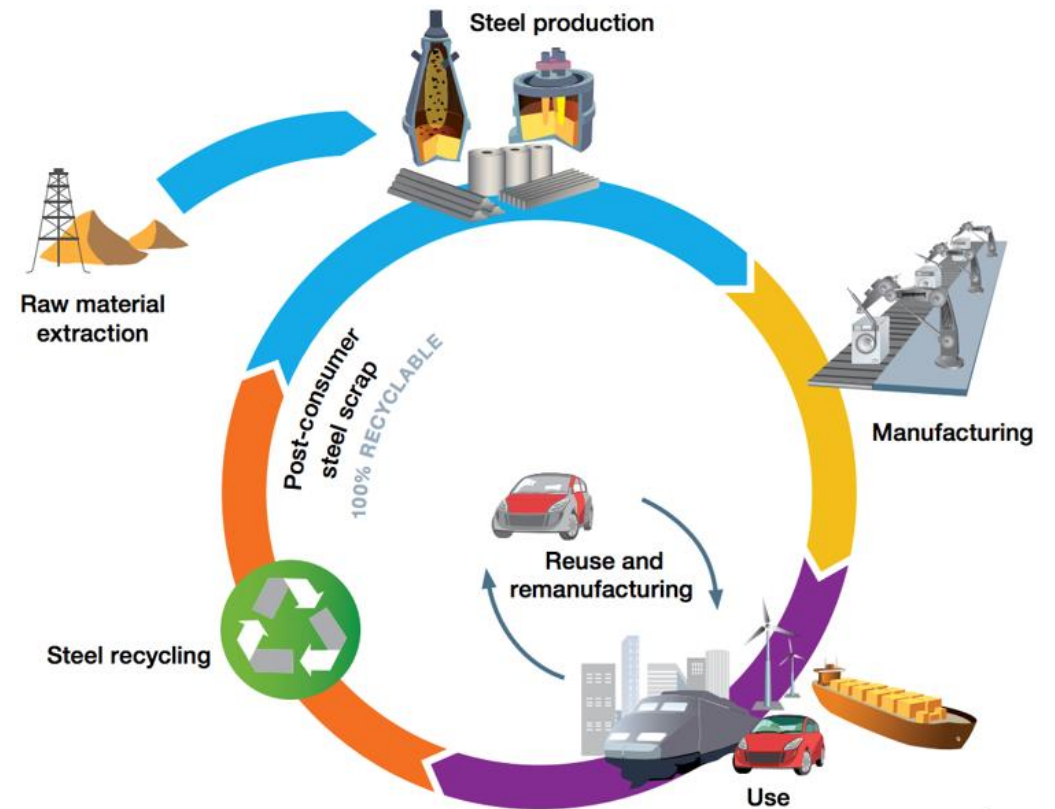 Steel production
Raw material
extraction
Manufacturing
Post-consumer
steel scrap
100% RECYCLABLE
Reuse and
remanufacturing
Steel recycling
Use